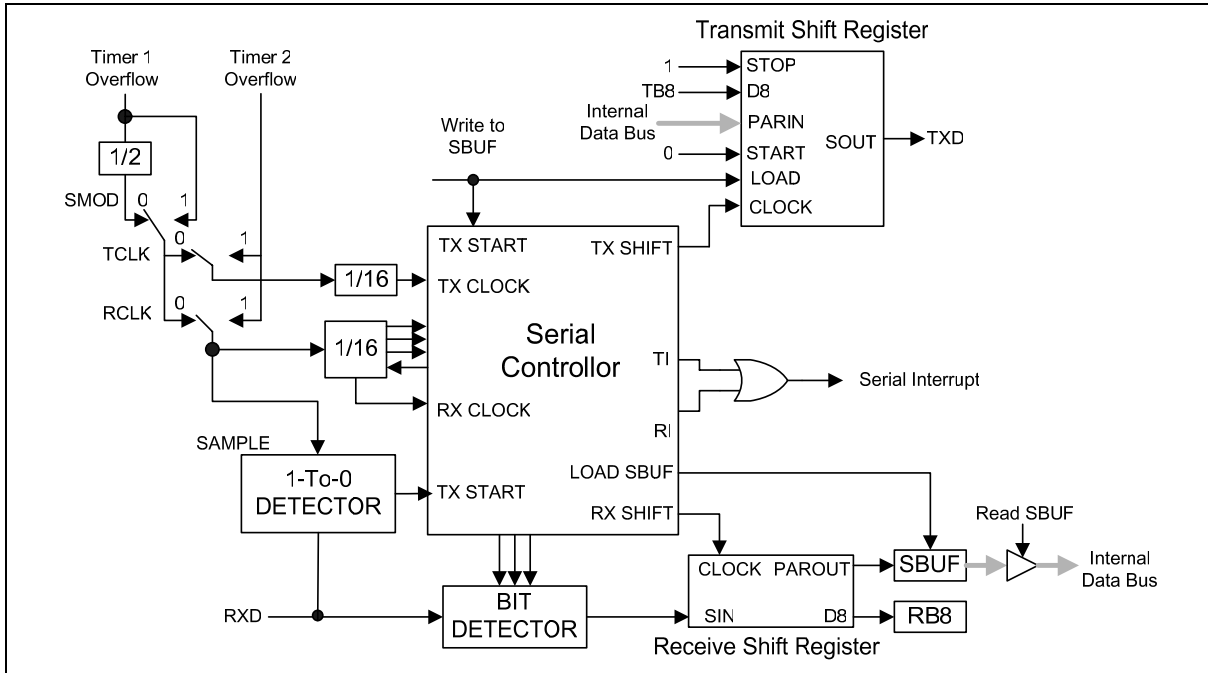 Transmit Shift Register
Timer 1
Overflow
Timer 2
Overflow
1
STOP
TB8
D8
Internal
Data Bus
PARIN
SOUT
TXD
0
START
LOAD
CLOCK
Write to
SBUF
1/2
SMOD
0
1
TCLK
0
1
RCLK
0
1
1/16
1/16
TX START
TX SHIFT
TX CLOCK
Serial
Controllor
TI
RI
Serial Interrupt
RX CLOCK
SAMPLE
1-To-0
DETECTOR
TX START
LOAD SBUF
RX SHIFT
Read SBUF
SBUF
Internal
Data Bus
CLOCK
PAROUT
SIN
D8
RB8
RXD
BIT
DETECTOR
Receive Shift Register